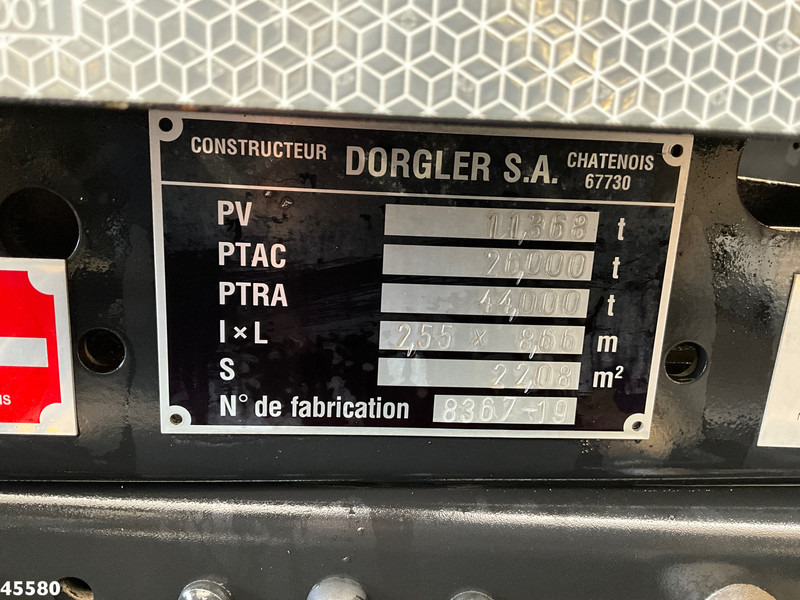 001
CONSTRUCTEUR DORGLER S.A. CHATENOIS
67730
PV 11,368 t
PTAC 26,000 t
PTRA 44,000 t
l×L 2,55 × 8,66 m
S 22,08 m²
N° de fabrication 8367-19
45580